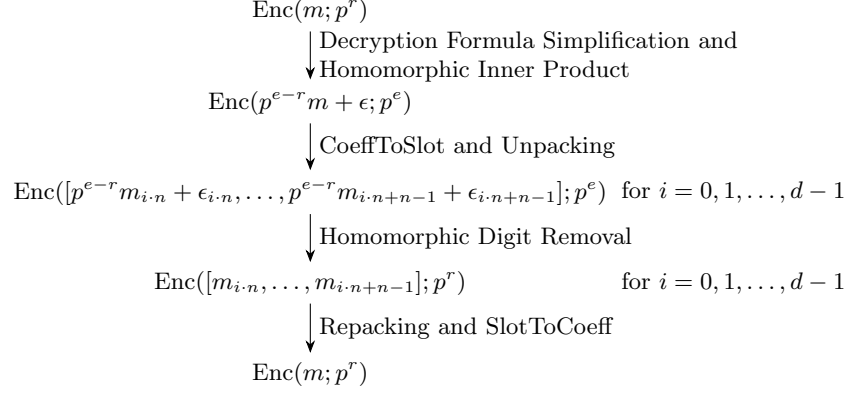 Enc(m; p^r)
Decryption Formula Simplification and
Homomorphic Inner Product
Enc(p^{e−r}m + ϵ; p^e)
CoeffToSlot and Unpacking
Enc([p^{e−r}m_{i·n} + ϵ_{i·n}, . . . , p^{e−r}m_{i·n+n−1} + ϵ_{i·n+n−1}]; p^e) for i = 0, 1, . . . , d − 1
Homomorphic Digit Removal
Enc([m_{i·n}, . . . , m_{i·n+n−1}]; p^r) for i = 0, 1, . . . , d − 1
Repacking and SlotToCoeff
Enc(m; p^r)